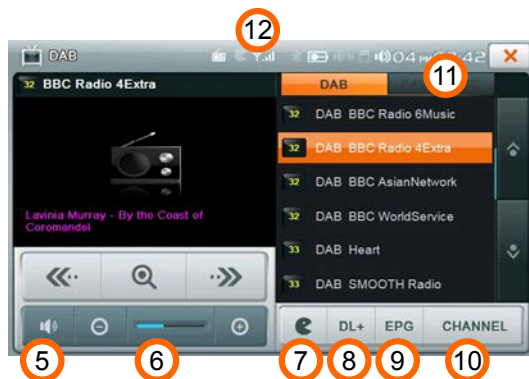 12
DAB
04 PM 03:42
32 BBC Radio 4Extra
DAB
11
32 DAB BBC Radio 6Music
32 DAB BBC Radio 4Extra
32 DAB BBC AsianNetwork
32 DAB BBC WorldService
33 DAB Heart
33 DAB SMOOTH Radio
Lavinia Murray - By the Coast of
Coromandel
DL+
EPG
CHANNEL
5
6
7
8
9
10